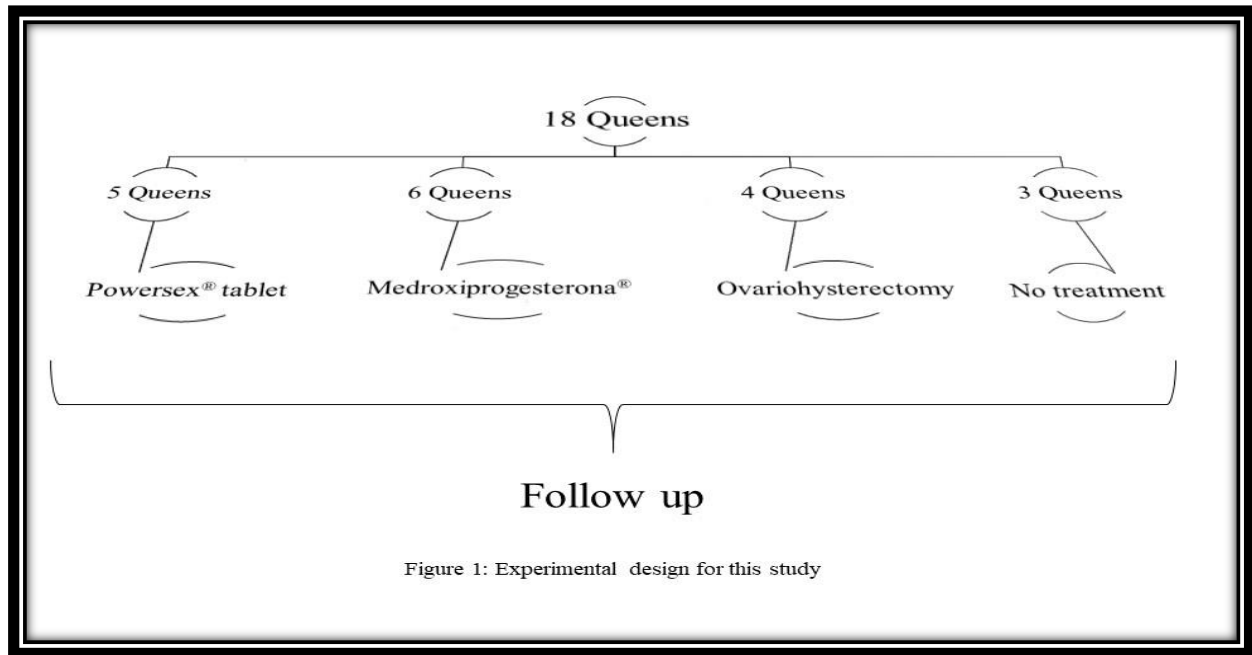 18 Queens
5 Queens 6 Queens 4 Queens 3 Queens
Powersex® tablet Medroxiprogesterona® Ovariohysterectomy No treatment
Follow up
Figure 1: Experimental design for this study